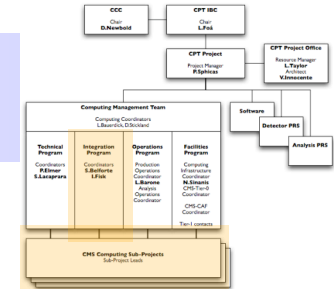 CCC
Chair
D.Newbold
CPT IBC
Chair
L.Foà
CPT Project
Project Manager
P.Sphicas
CPT Project Office
Resource Manager
L.Taylor
Architect
V.Innocente
Computing Management Team
Computing Coordinators
L.Bauerdick, D.Stickland
Technical
Program
Coordinators
P.Elmer
S.Lacaprara
Integration
Program
Coordinators
S.Belforte
I.Fisk
Operations
Program
Production
Operations
Coordinator
L.Barone
Analysis
Operations
Coordinator
Facilities
Program
Computing
Infrastructure
Coordinator
N.Sinanis
CMS-Tier-0
Coordinator
CMS-CAF
Coordinator
Tier-1 contacts
Software
Detector PRS
Analysis PRS
CMS Computing Sub-Projects
Sub-Project Leads